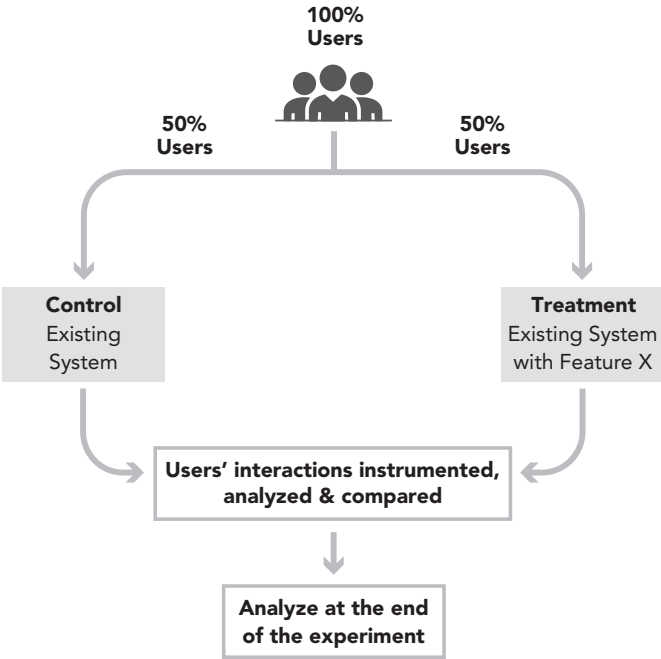 100%
Users
50%
Users
50%
Users
Control
Existing
System
Treatment
Existing System
with Feature X
Users’ interactions instrumented,
analyzed & compared
Analyze at the end
of the experiment